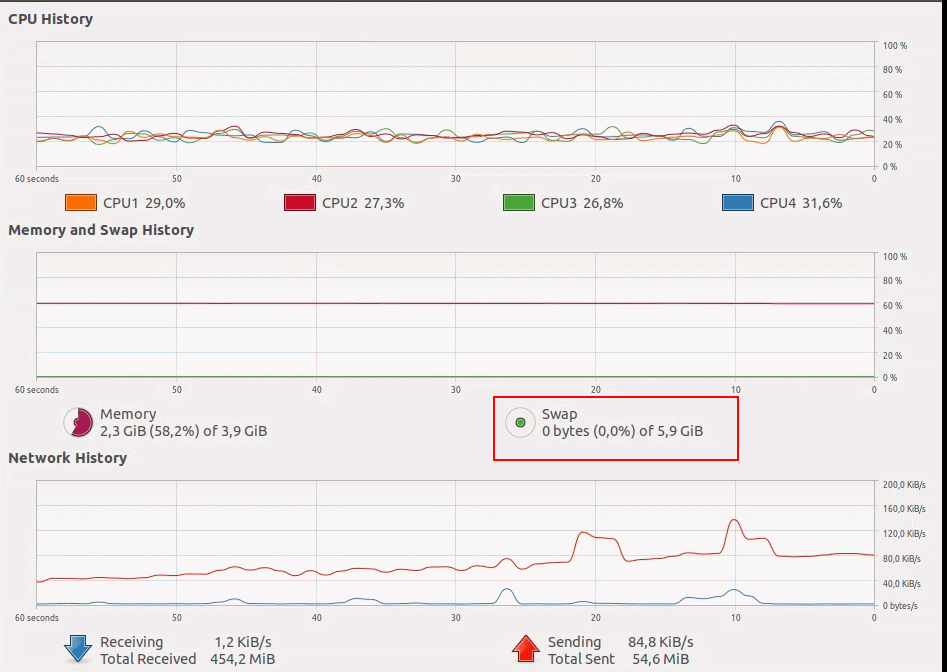 CPU History
100 %
80 %
60 %
40 %
20 %
0 %
60 seconds 50 40 30 20 10 0
CPU1 29,0% CPU2 27,3% CPU3 26,8% CPU4 31,6%
Memory and Swap History
100 %
80 %
60 %
40 %
20 %
0 %
60 seconds 50 40 30 20 10 0
Memory
2,3 GiB (58,2%) of 3,9 GiB
Swap
0 bytes (0,0%) of 5,9 GiB
Network History
200,0 KiB/s
160,0 KiB/s
120,0 KiB/s
80,0 KiB/s
40,0 KiB/s
0 bytes/s
60 seconds 50 40 30 20 10 0
Receiving 1,2 KiB/s
Total Received 454,2 MiB
Sending 84,8 KiB/s
Total Sent 54,6 MiB